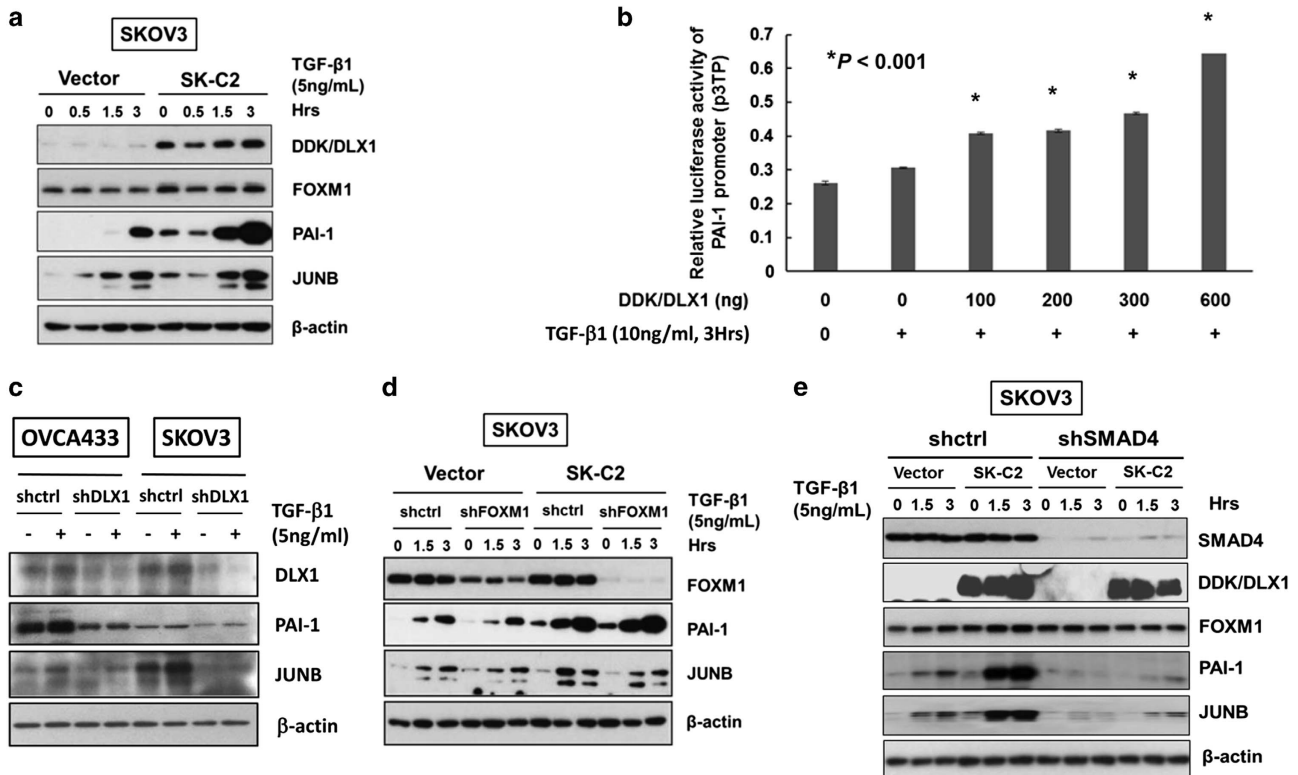 a
SKOV3
Vector SK-C2
TGF-β1
(5ng/mL)
0 0.5 1.5 3 0 0.5 1.5 3 Hrs
DDK/DLX1
FOXM1
PAI-1
JUNB
β-actin
b
Relative luciferase activity of
PAI-1 promoter (p3TP)
0.7
0.6
0.5
0.4
0.3
0.2
0.1
0
*P < 0.001
* * * *
DDK/DLX1 (ng) 0 0 100 200 300 600
TGF-β1 (10ng/ml, 3Hrs) 0 + + + + +
c
OVCA433 SKOV3
shctrl shDLX1 shctrl shDLX1
TGF-β1
(5ng/ml)
- + - + - + - +
DLX1
PAI-1
JUNB
β-actin
d
SKOV3
Vector SK-C2
shctrl shFOXM1 shctrl shFOXM1
TGF-β1
(5ng/mL)
0 1.5 3 0 1.5 3 0 1.5 3 0 1.5 3 Hrs
FOXM1
PAI-1
JUNB
β-actin
e
SKOV3
shctrl shSMAD4
Vector SK-C2 Vector SK-C2
TGF-β1
(5ng/mL)
0 1.5 3 0 1.5 3 0 1.5 3 0 1.5 3 Hrs
SMAD4
DDK/DLX1
FOXM1
PAI-1
JUNB
β-actin